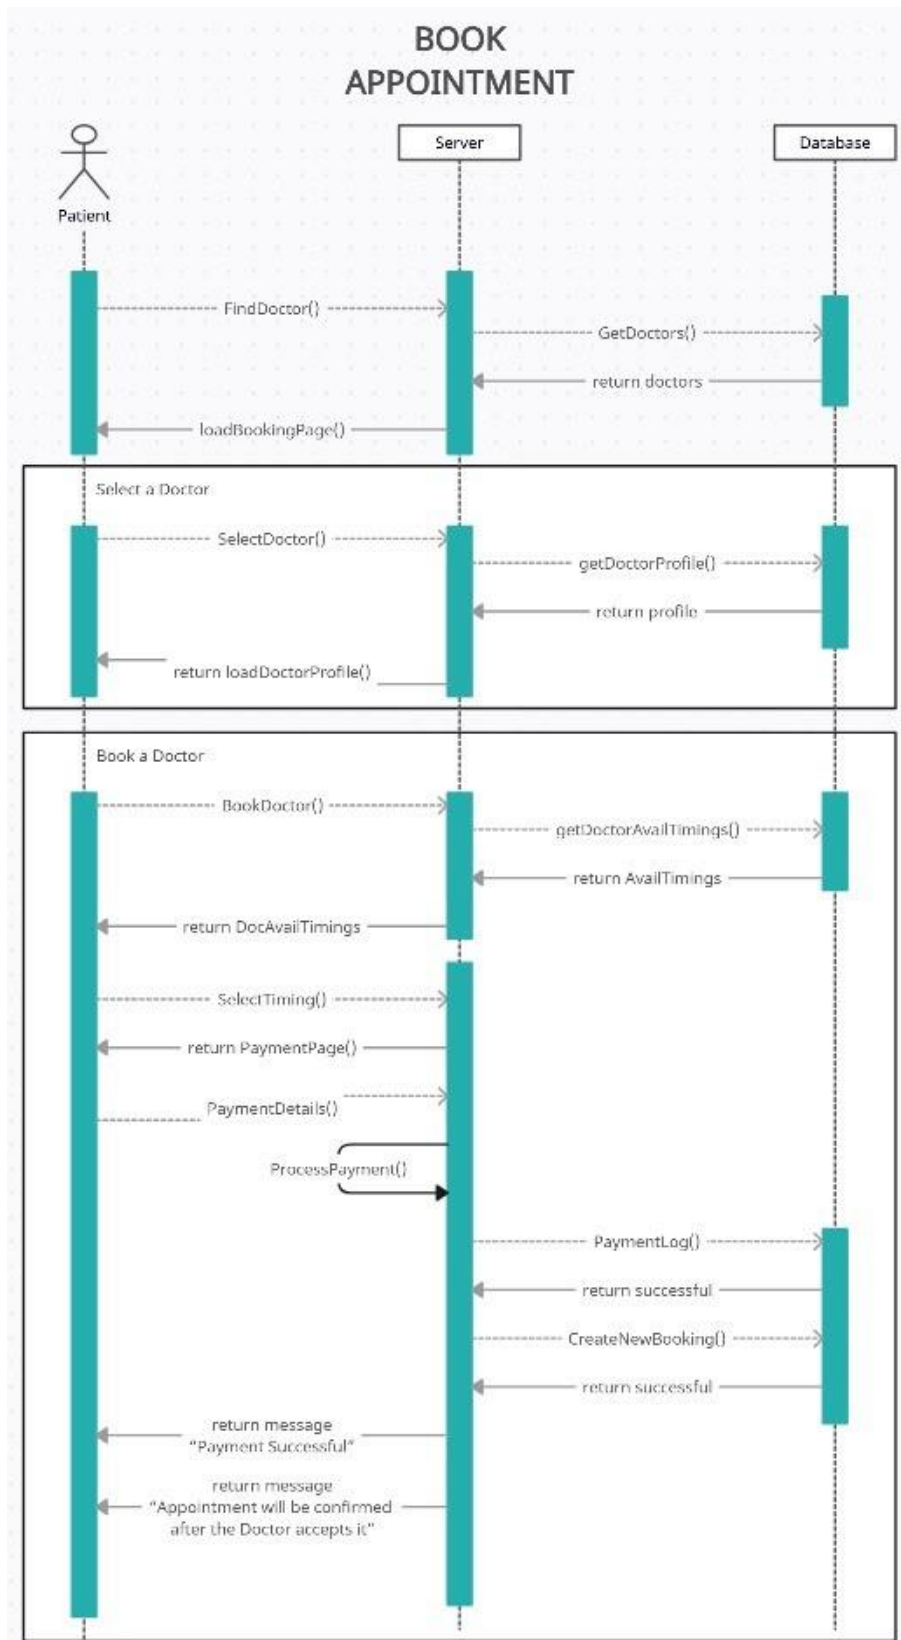 BOOK
APPOINTMENT
Server
Database
Patient
FindDoctor()
GetDoctors()
return doctors
loadBookingPage()
Select a Doctor
SelectDoctor()
getDoctorProfile()
return profile
return loadDoctorProfile()
Book a Doctor
BookDoctor()
getDoctorAvailTimings()
return AvailTimings
return DocAvailTimings
SelectTiming()
return PaymentPage()
PaymentDetails()
ProcessPayment()
PaymentLog()
return successful
CreateNewBooking()
return successful
return message
“Payment Successful”
return message
“Appointment will be confirmed
after the Doctor accepts it”